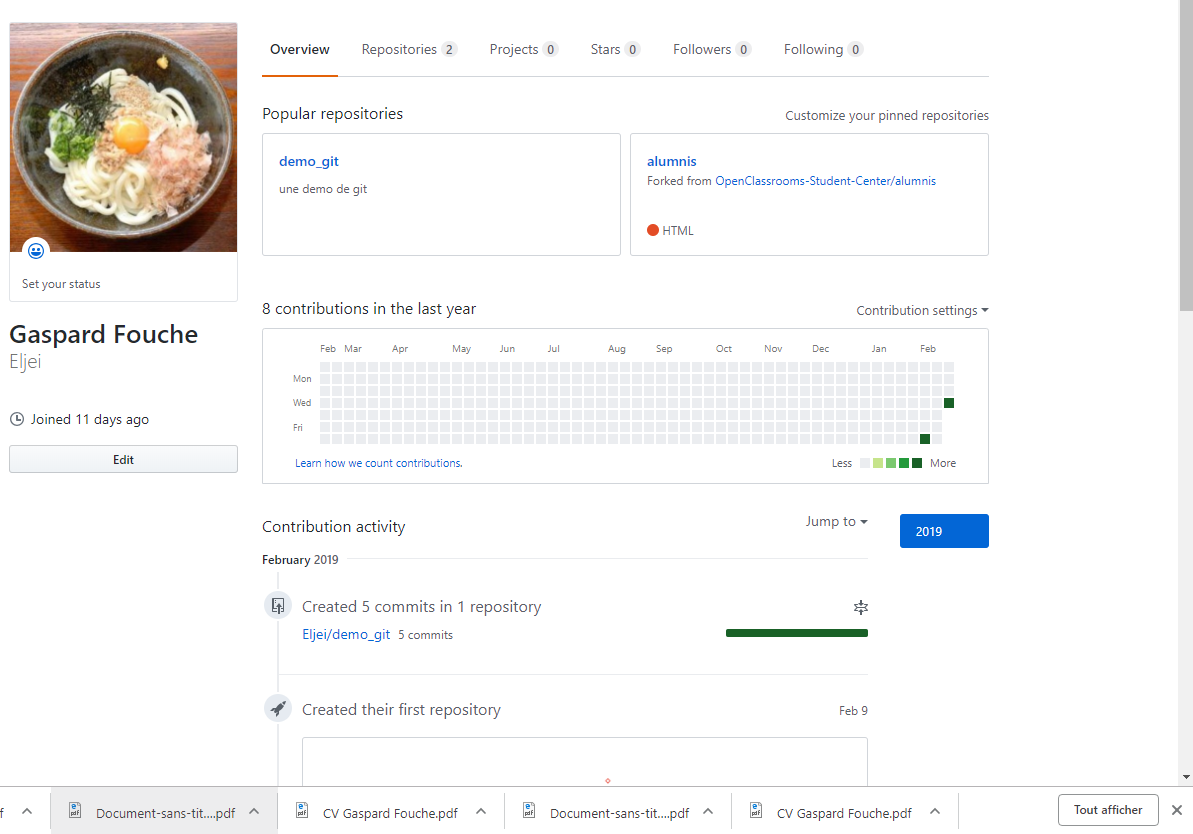 Overview Repositories 2 Projects 0 Stars 0 Followers 0 Following 0
Popular repositories Customize your pinned repositories
demo_git
une demo de git
alumnis
Forked from OpenClassrooms-Student-Center/alumnis
HTML
Set your status
Gaspard Fouche
Eljei
Joined 11 days ago
Edit
8 contributions in the last year Contribution settings
Feb Mar Apr May Jun Jul Aug Sep Oct Nov Dec Jan Feb
Mon
Wed
Fri
Learn how we count contributions. Less More
Contribution activity Jump to 2019
February 2019
Created 5 commits in 1 repository
Eljei/demo_git 5 commits
Created their first repository Feb 9
f Document-sans-tit....pdf CV Gaspard Fouche.pdf Document-sans-tit....pdf CV Gaspard Fouche.pdf Tout afficher